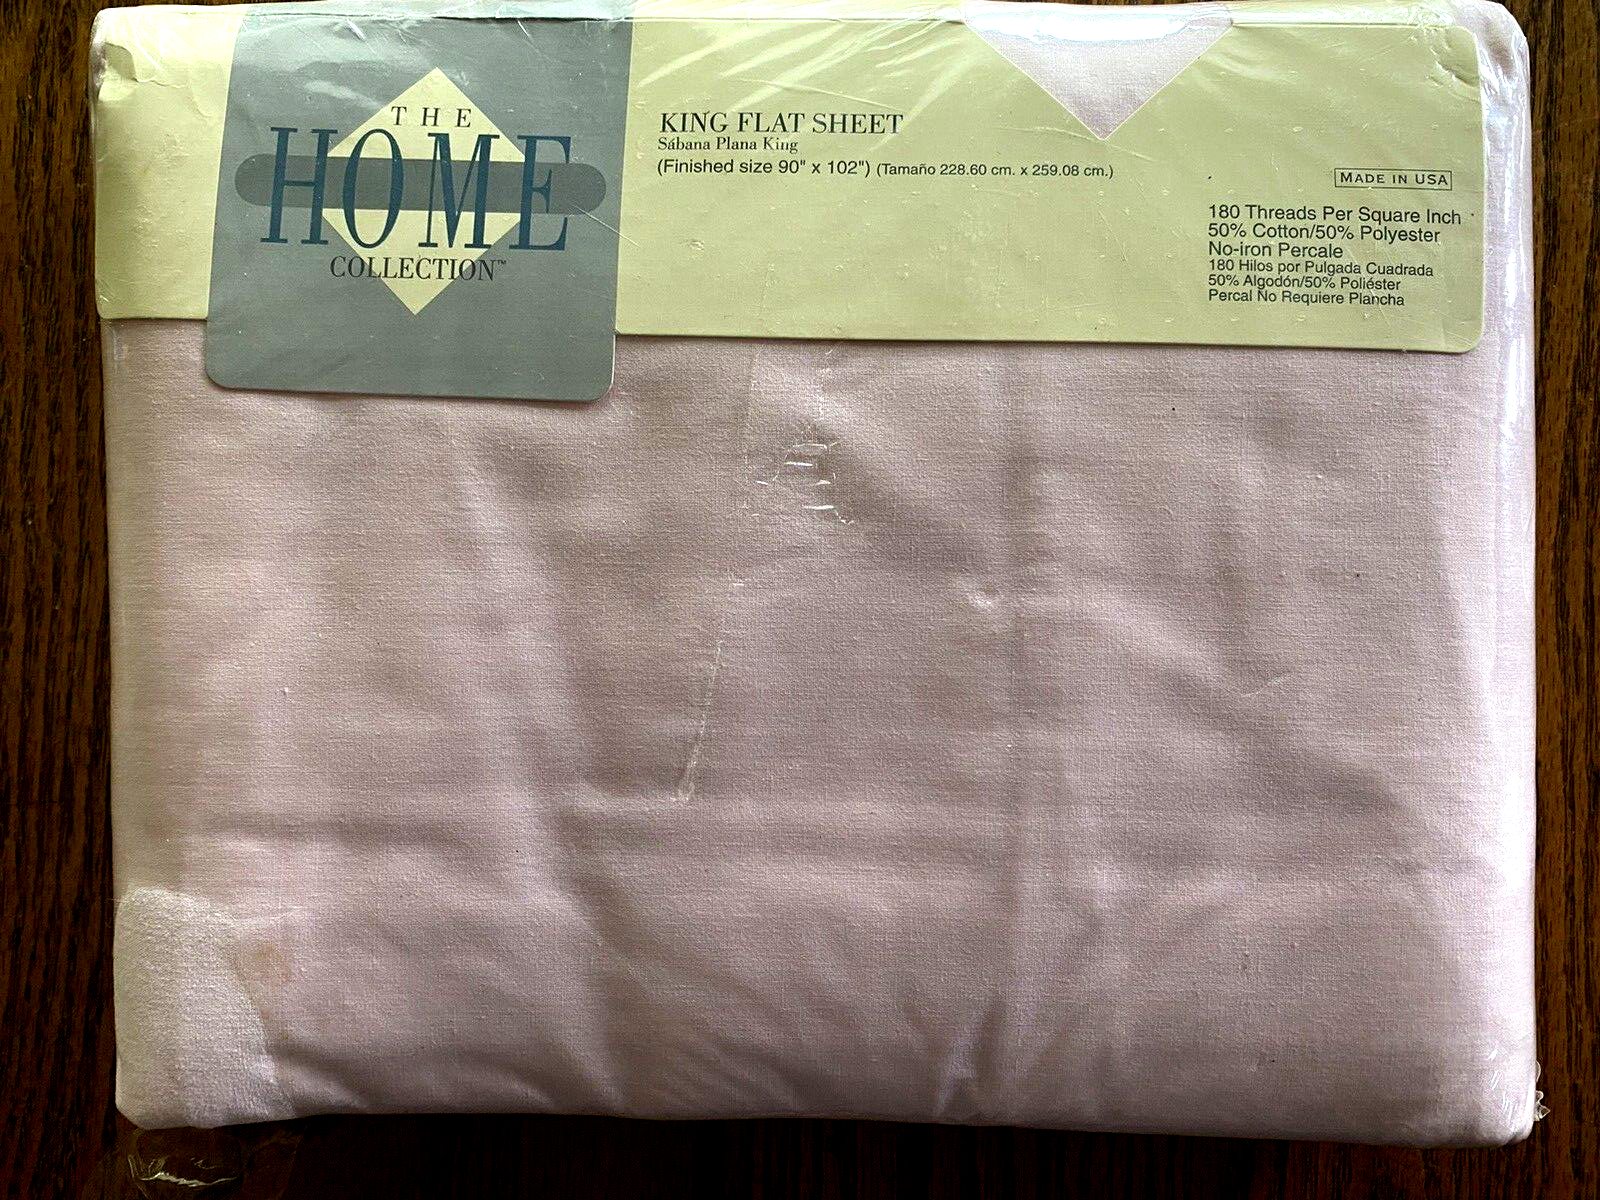 THE
HOME
COLLECTION™
KING FLAT SHEET
Sábana Plana King
(Finished size 90" x 102") (Tamaño 228.60 cm. x 259.08 cm.)
MADE IN USA
180 Threads Per Square Inch
50% Cotton/50% Polyester
No-iron Percale
180 Hilos por Pulgada Cuadrada
50% Algodón/50% Poliéster
Percal No Requiere Plancha